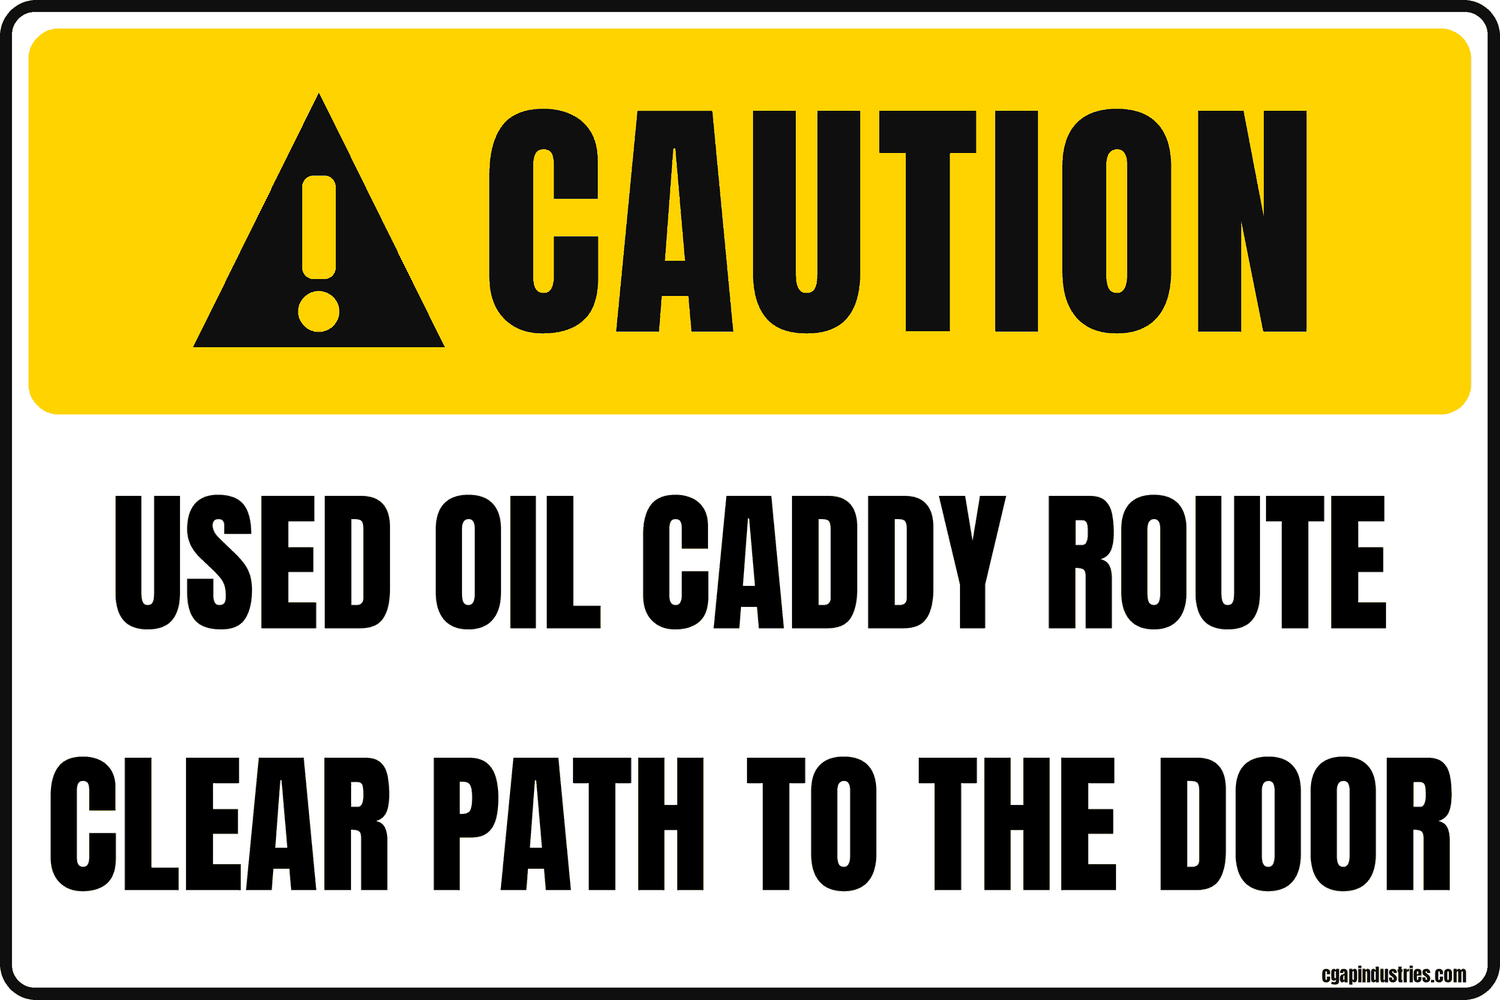 CAUTION
USED OIL CADDY ROUTE
CLEAR PATH TO THE DOOR
cgapindustries.com